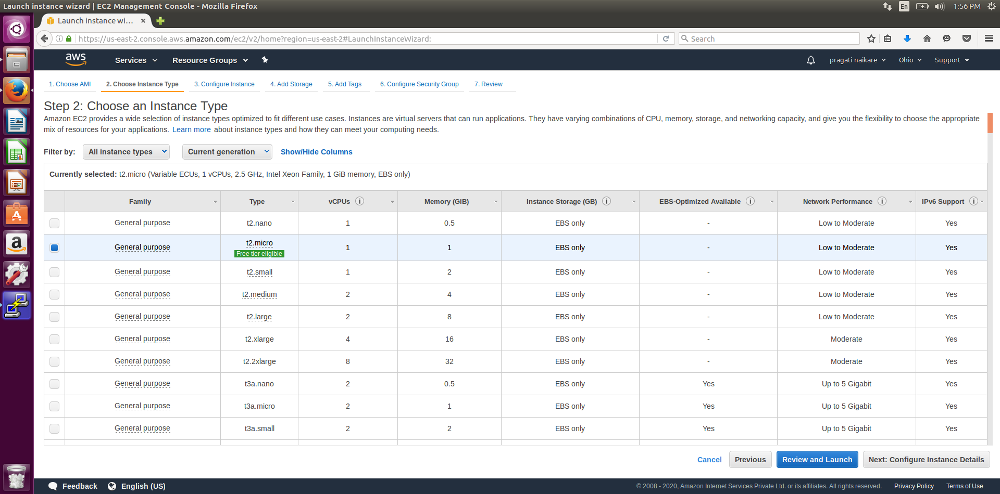 Launch instance wizard | EC2 Management Console - Mozilla Firefox
En
1:56 PM
Launch instance wi...
https://us-east-2.console.aws.amazon.com/ec2/v2/home?region=us-east-2#LaunchInstanceWizard:
Search
aws Services Resource Groups pragati naikare Ohio Support
1. Choose AMI 2. Choose Instance Type 3. Configure Instance 4. Add Storage 5. Add Tags 6. Configure Security Group 7. Review
Step 2: Choose an Instance Type
Amazon EC2 provides a wide selection of instance types optimized to fit different use cases. Instances are virtual servers that can run applications. They have varying combinations of CPU, memory, storage, and networking capacity, and give you the flexibility to choose the appropriate
mix of resources for your applications. Learn more about instance types and how they can meet your computing needs.
Filter by: All instance types Current generation Show/Hide Columns
Currently selected: t2.micro (Variable ECUs, 1 vCPUs, 2.5 GHz, Intel Xeon Family, 1 GiB memory, EBS only)
Family Type vCPUs i Memory (GiB) Instance Storage (GB) i EBS-Optimized Available i Network Performance i IPv6 Support i
General purpose t2.nano 1 0.5 EBS only - Low to Moderate Yes
General purpose t2.micro 1 1 EBS only - Low to Moderate Yes
Free tier eligible
General purpose t2.small 1 2 EBS only - Low to Moderate Yes
General purpose t2.medium 2 4 EBS only - Low to Moderate Yes
General purpose t2.large 2 8 EBS only - Low to Moderate Yes
General purpose t2.xlarge 4 16 EBS only - Moderate Yes
General purpose t2.2xlarge 8 32 EBS only - Moderate Yes
General purpose t3a.nano 2 0.5 EBS only Yes Up to 5 Gigabit Yes
General purpose t3a.micro 2 1 EBS only Yes Up to 5 Gigabit Yes
General purpose t3a.small 2 2 EBS only Yes Up to 5 Gigabit Yes
Cancel Previous Review and Launch Next: Configure Instance Details
Feedback English (US) © 2008 - 2020, Amazon Internet Services Private Ltd. or its affiliates. All rights reserved. Privacy Policy Terms of Use